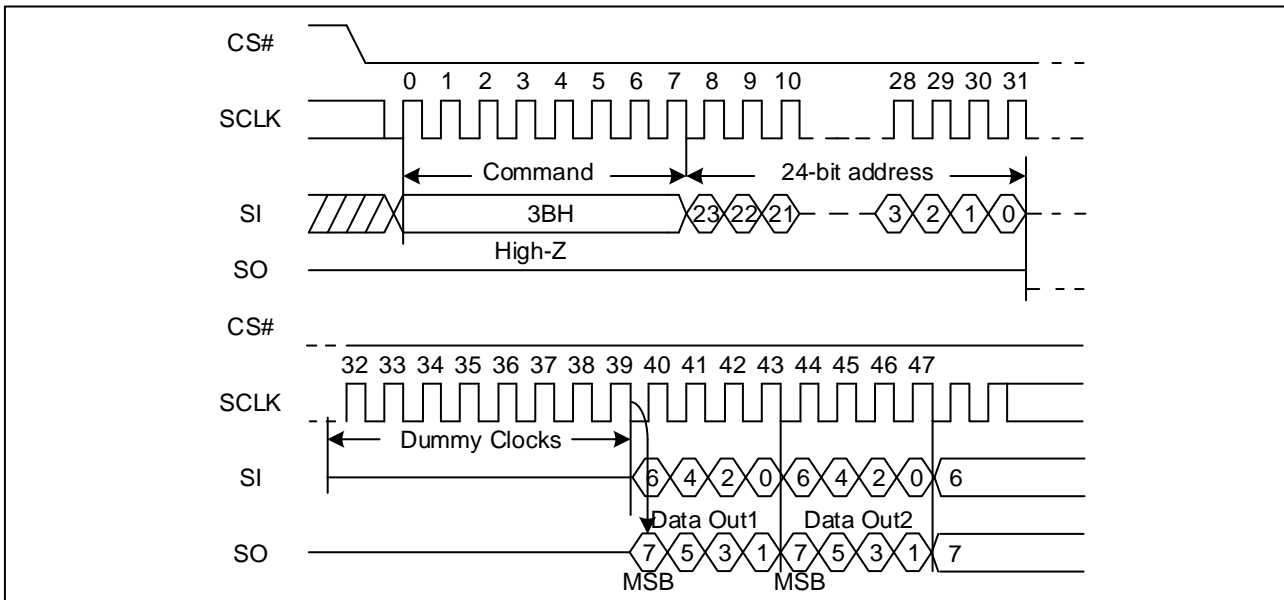 CS#
0 1 2 3 4 5 6 7 8 9 10 28 29 30 31
SCLK
Command 24-bit address
SI 3BH 23 22 21 3 2 1 0
High-Z
SO
CS#
32 33 34 35 36 37 38 39 40 41 42 43 44 45 46 47
SCLK
Dummy Clocks
SI 6 4 2 0 6 4 2 0 6
Data Out1 Data Out2
SO 7 5 3 1 7 5 3 1 7
MSB MSB